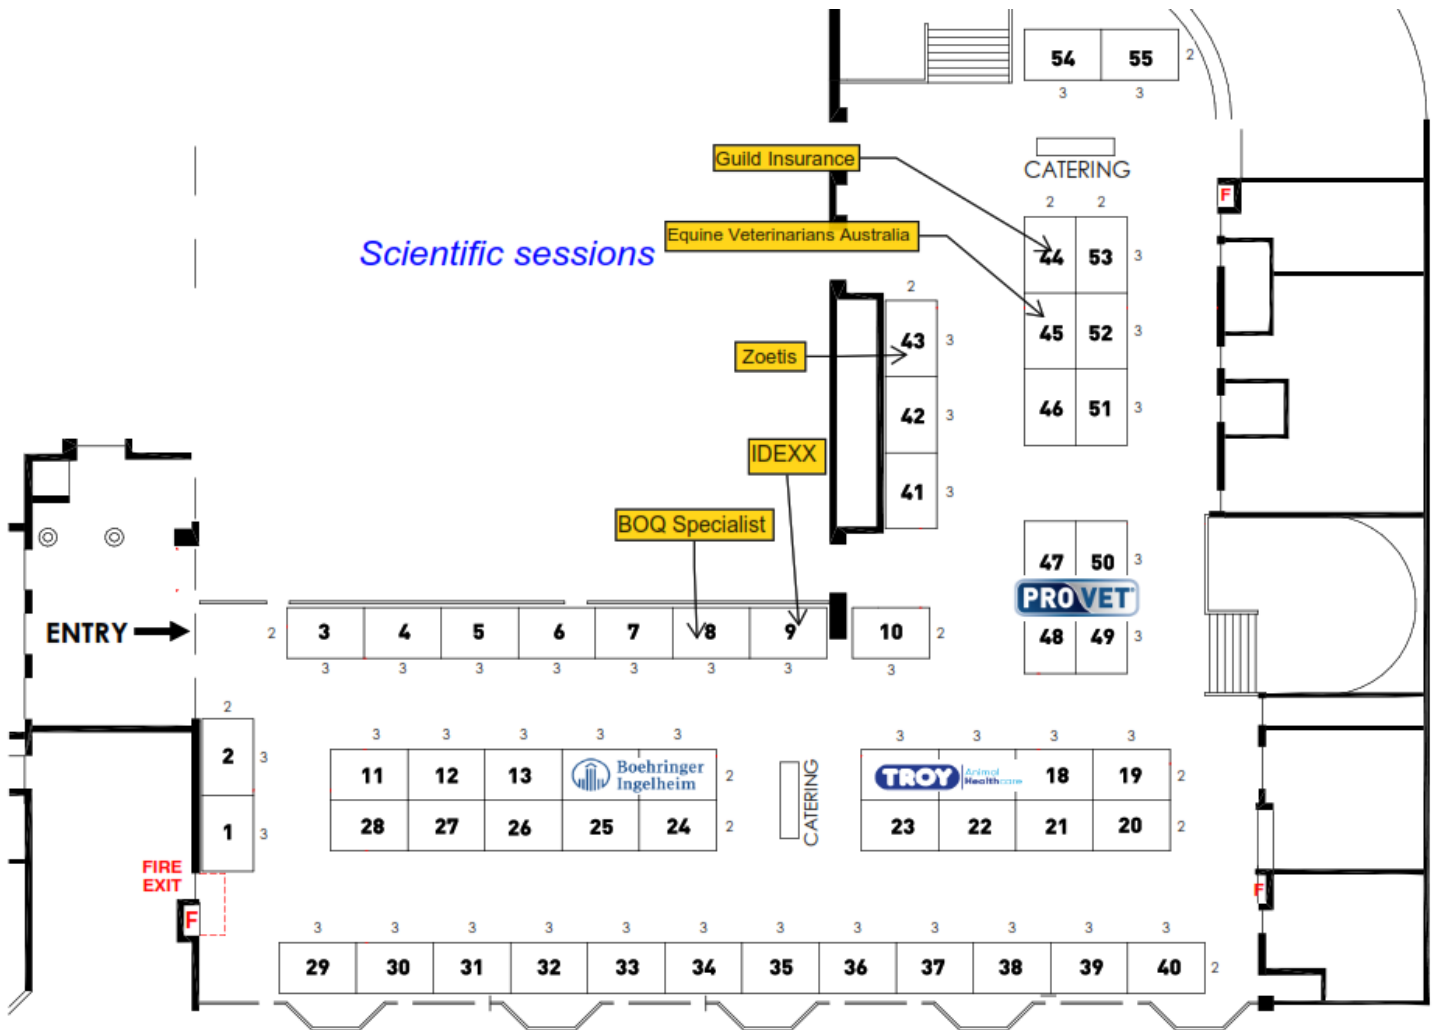 54 55 2
3 3
Guild Insurance
CATERING
F
2 2
Equine Veterinarians Australia
Scientific sessions
44 53 3
2
45 52 3
43 3
Zoetis
46 51 3
42 3
IDEXX
41 3
BOQ Specialist
47 50 3
PROVET
48 49 3
ENTRY
2 3 4 5 6 7 8 9 10 2
3 3 3 3 3 3 3 3
2
2 3
1 3
3 3 3 3 3
11 12 13 Boehringer Ingelheim 2
28 27 26 25 24 2
CATERING
3 3 3 3
TROY Animal Healthcare 18 19 2
23 22 21 20 2
FIRE
EXIT
F
F
3 3 3 3 3 3 3 3 3 3 3 3
29 30 31 32 33 34 35 36 37 38 39 40 2